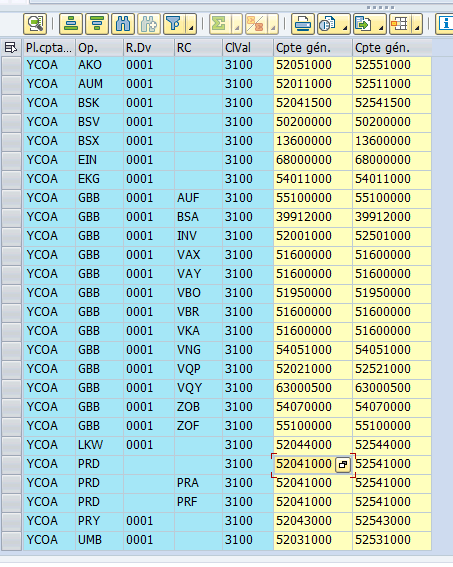 Pl.cpta... Op. R.Dv RC ClVal Cpte gén. Cpte gén.
YCOA AKO 0001 3100 52051000 52551000
YCOA AUM 0001 3100 52011000 52511000
YCOA BSK 0001 3100 52041500 52541500
YCOA BSV 0001 3100 50200000 50200000
YCOA BSX 0001 3100 13600000 13600000
YCOA EIN 0001 3100 68000000 68000000
YCOA EKG 0001 3100 54011000 54011000
YCOA GBB 0001 AUF 3100 55100000 55100000
YCOA GBB 0001 BSA 3100 39912000 39912000
YCOA GBB 0001 INV 3100 52001000 52501000
YCOA GBB 0001 VAX 3100 51600000 51600000
YCOA GBB 0001 VAY 3100 51600000 51600000
YCOA GBB 0001 VBO 3100 51950000 51950000
YCOA GBB 0001 VBR 3100 51600000 51600000
YCOA GBB 0001 VKA 3100 51600000 51600000
YCOA GBB 0001 VNG 3100 54051000 54051000
YCOA GBB 0001 VQP 3100 52021000 52521000
YCOA GBB 0001 VQY 3100 63000500 63000500
YCOA GBB 0001 ZOB 3100 54070000 54070000
YCOA GBB 0001 ZOF 3100 55100000 55100000
YCOA LKW 0001 3100 52044000 52544000
YCOA PRD 3100 52041000 52541000
YCOA PRD PRA 3100 52041000 52541000
YCOA PRD PRF 3100 52041000 52541000
YCOA PRY 0001 3100 52043000 52543000
YCOA UMB 0001 3100 52031000 52531000